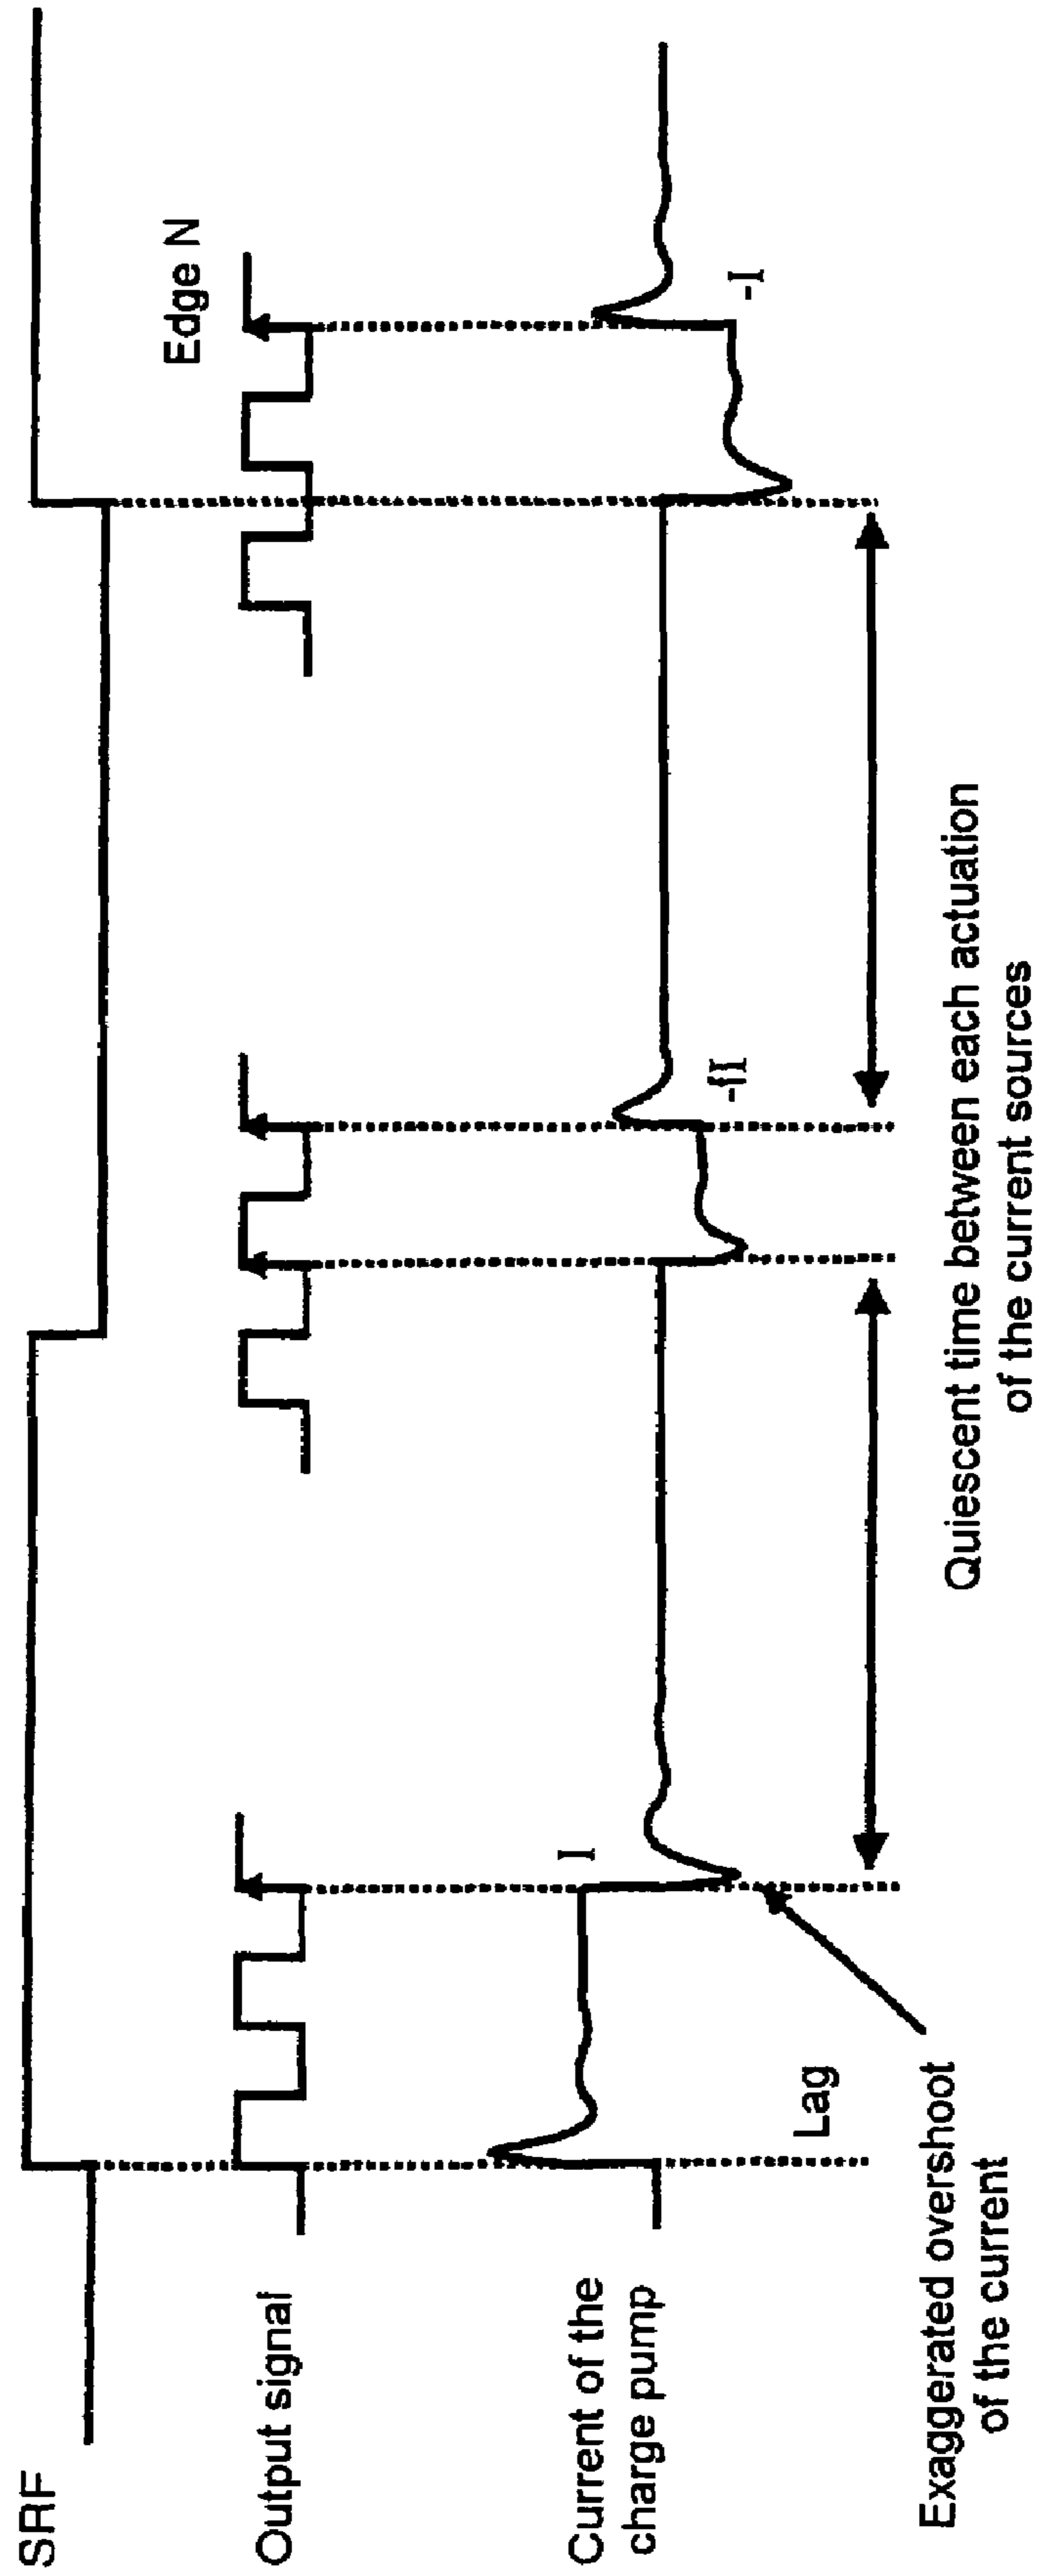 SRF
Output signal
Edge N
Current of the
charge pump
I
-fI
-I
Lag
Exaggerated overshoot
of the current
Quiescent time between each actuation
of the current sources